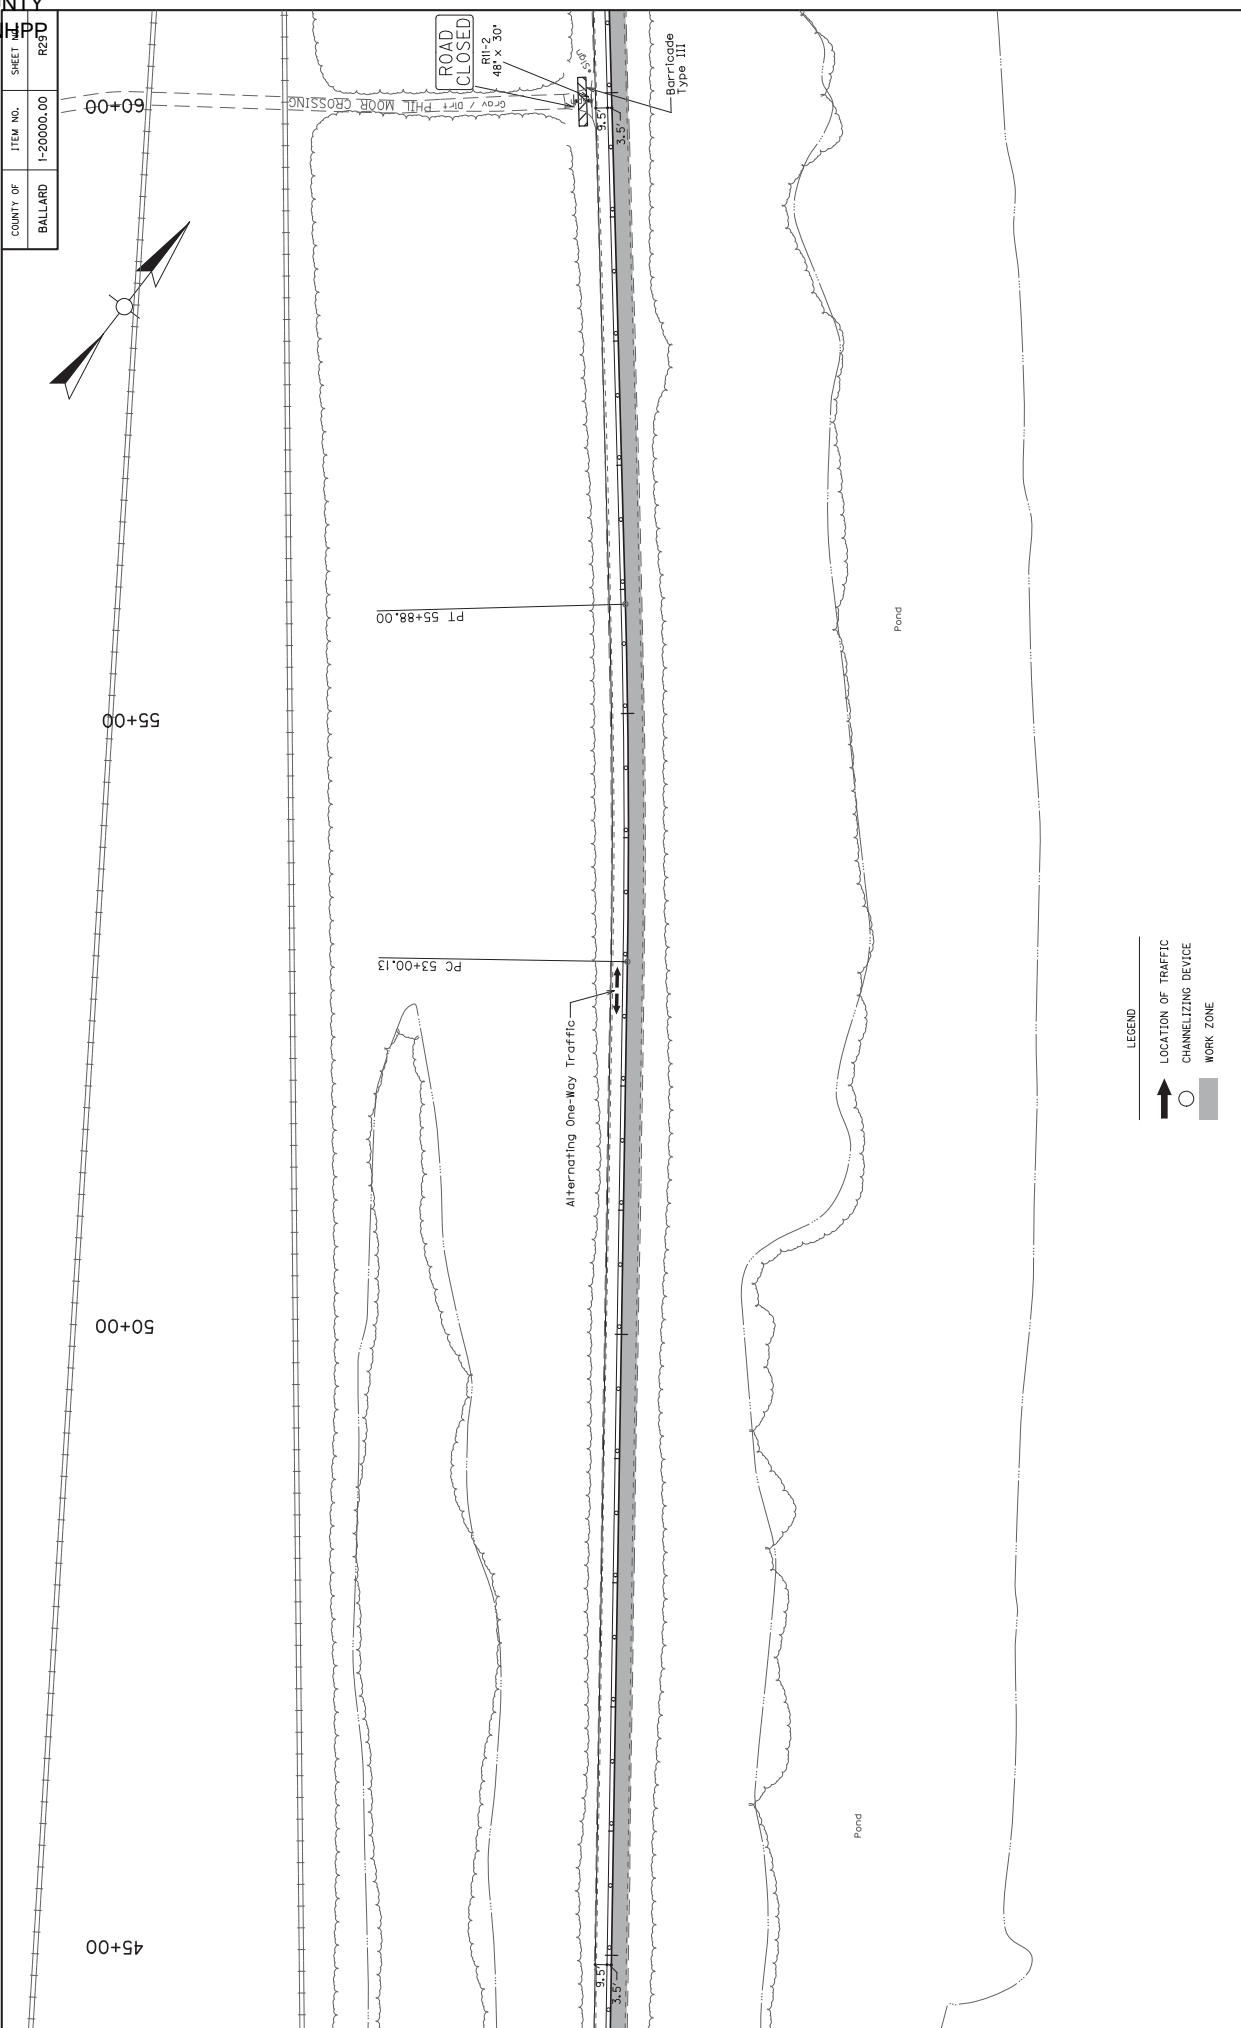 NTY
NHPP
COUNTY OF
ITEM NO.
SHEET NO.
BALLARD
1-20000.00
R29
60+00
ROAD
CLOSED
R11-2
48" x 30"
Sign
Barricade
Type III
Grav / Dirt PHIL MOOR CROSSING
9.5'
3.5'
PT 55+88.00
Pond
55+00
PC 53+00.13
Alternating One-Way Traffic
LEGEND
LOCATION OF TRAFFIC
CHANNELIZING DEVICE
WORK ZONE
50+00
Pond
45+00
9.5'
3.5'